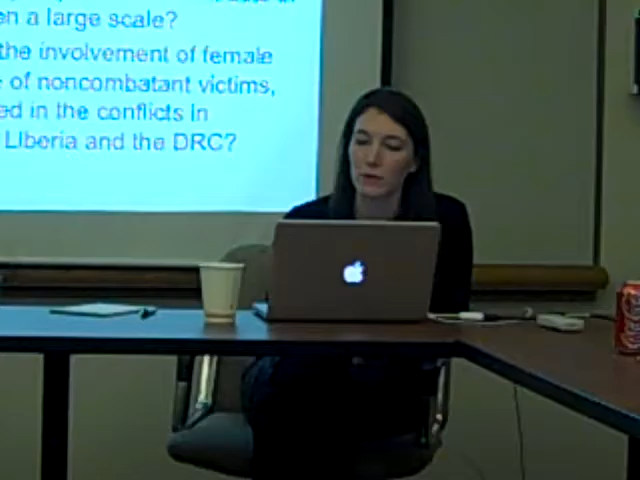 en a large scale?
the involvement of female
of noncombatant victims,
ed in the conflicts in
Liberia and the DRC?